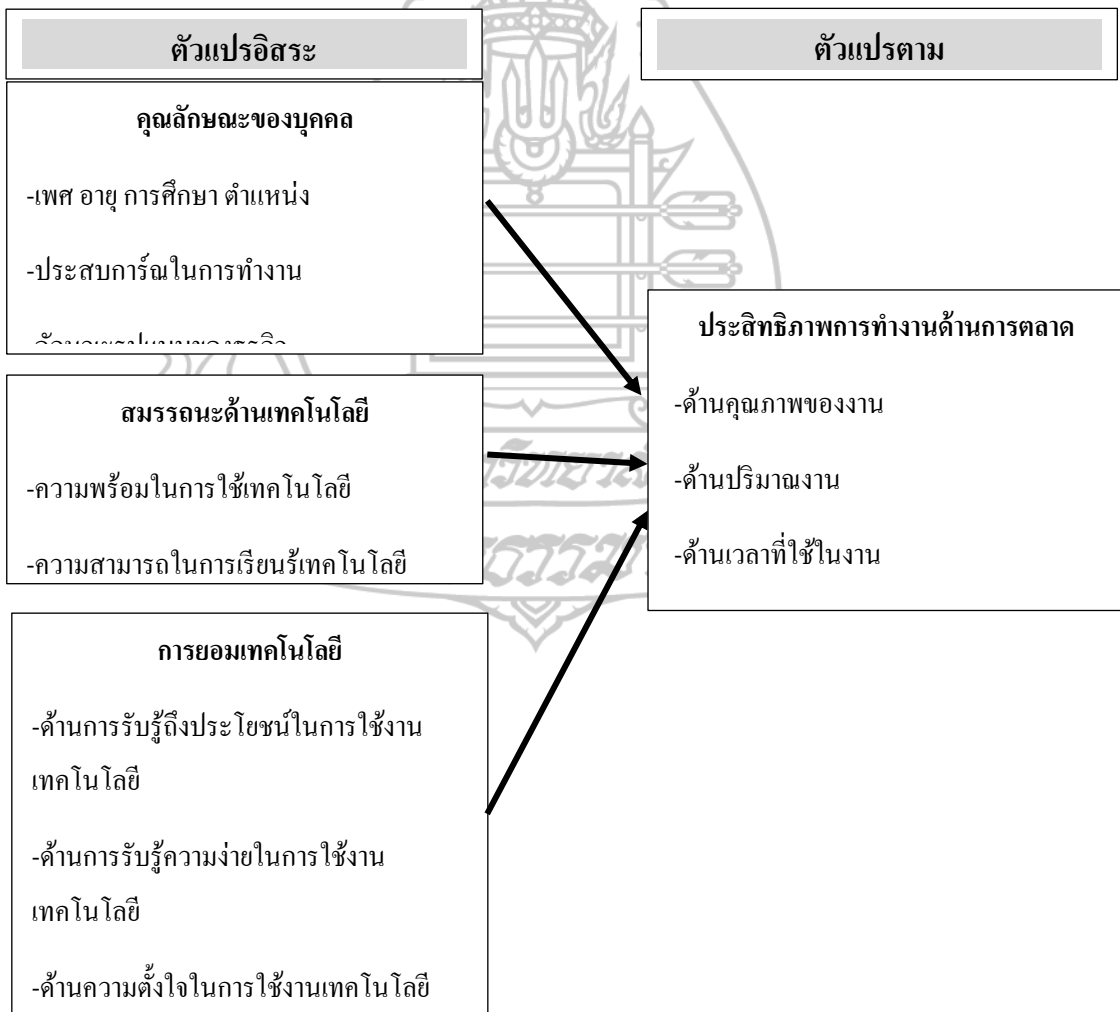 ตัวแปรอิสระ
ตัวแปรตาม
คุณลักษณะของบุคคล
-เพศ อายุ การศึกษา ตำแหน่ง
-ประสบการ์ณในการทำงาน
สมรรถนะด้านเทคโนโลยี
-ความพร้อมในการใช้เทคโนโลยี
-ความสามารถในการเรียนรู้เทคโนโลยี
การยอมเทคโนโลยี
-ด้านการรับรู้ถึงประโยชน์ในการใช้งาน
เทคโนโลยี
-ด้านการรับรู้ความง่ายในการใช้งาน
เทคโนโลยี
-ด้านความตั้งใจในการใช้งานเทคโนโลยี
ประสิทธิภาพการทำงานด้านการตลาด
-ด้านคุณภาพของงาน
-ด้านปริมาณงาน
-ด้านเวลาที่ใช้ในงาน